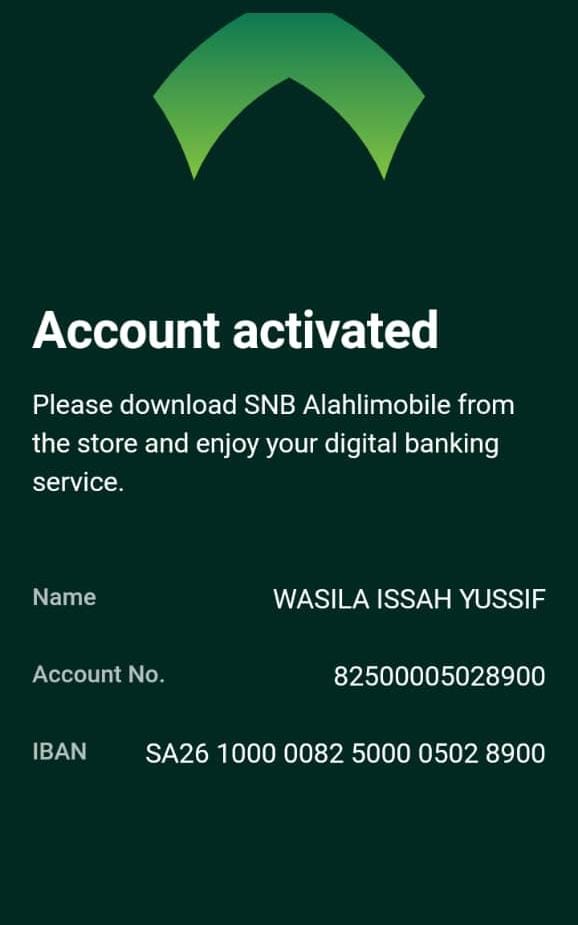 Account activated
Please download SNB Alahlimobile from
the store and enjoy your digital banking
service.
Name WASILA ISSAH YUSSIF
Account No. 82500005028900
IBAN SA26 1000 0082 5000 0502 8900